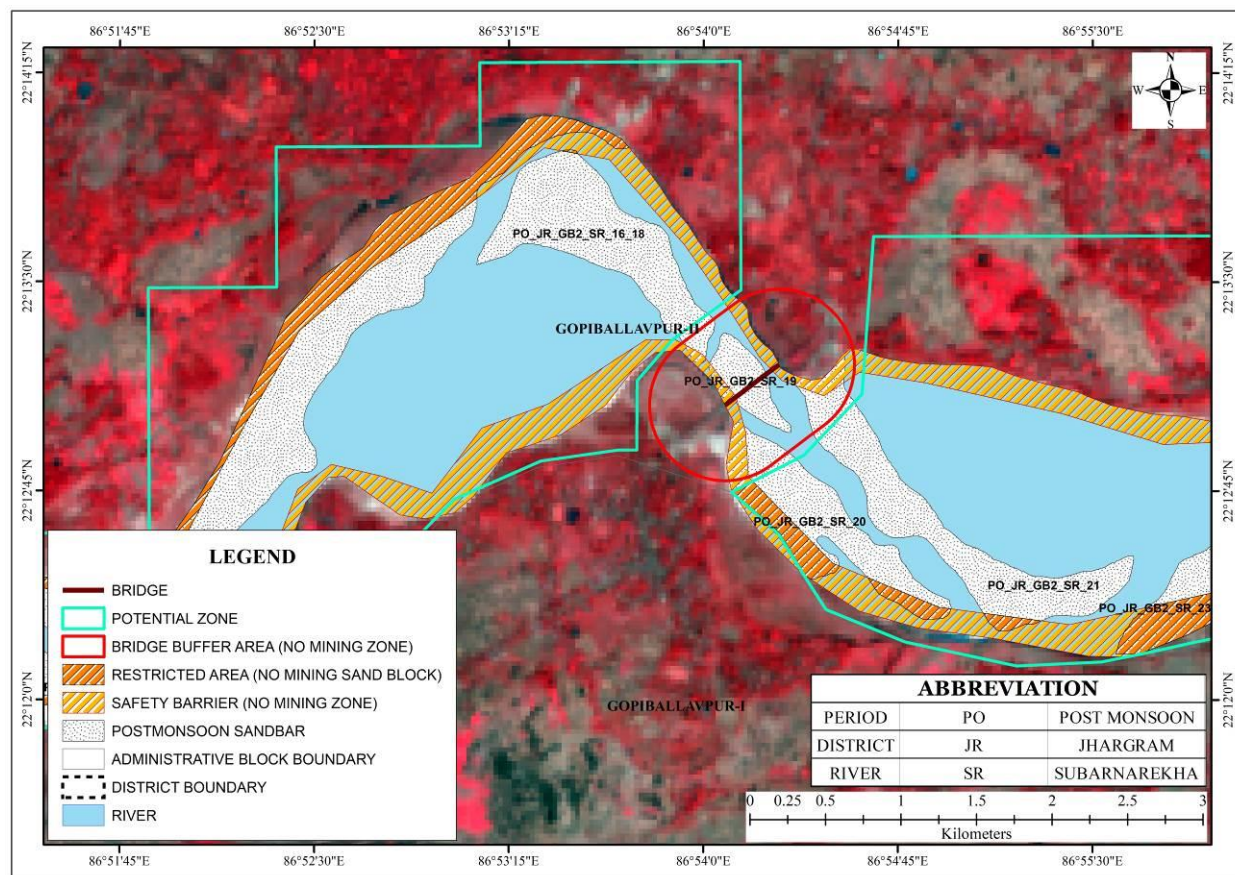 86°51'45"E 86°52'30"E 86°53'15"E 86°54'0"E 86°54'45"E 86°55'30"E
22°14'15"N 22°14'15"N
N
W E
S
PO_JR_GB2_SR_16_18
22°13'30"N 22°13'30"N
GOPIBALLAVPUR-II
PO_JR_GB2_SR_19
22°12'45"N 22°12'45"N
PO_JR_GB2_SR_20
PO_JR_GB2_SR_21
PO_JR_GB2_SR_23
22°12'0"N 22°12'0"N
GOPIBALLAVPUR-I
LEGEND
BRIDGE
POTENTIAL ZONE
BRIDGE BUFFER AREA (NO MINING ZONE)
RESTRICTED AREA (NO MINING SAND BLOCK)
SAFETY BARRIER (NO MINING ZONE)
POSTMONSOON SANDBAR
ADMINISTRATIVE BLOCK BOUNDARY
DISTRICT BOUNDARY
RIVER
ABBREVIATION
PERIOD PO POST MONSOON
DISTRICT JR JHARGRAM
RIVER SR SUBARNAREKHA
0 0.25 0.5 1 1.5 2 2.5 3
Kilometers
86°51'45"E 86°52'30"E 86°53'15"E 86°54'0"E 86°54'45"E 86°55'30"E